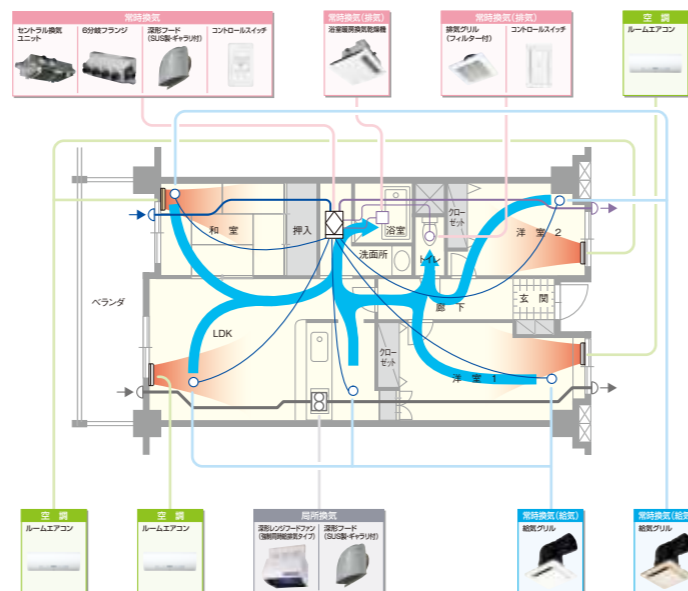 常時換気
セントラル換気
ユニット
6分岐フランジ
深形フード
(SUS製・ギャラリ付)
コントロールスイッチ
常時換気(排気)
浴室暖房換気乾燥機
常時換気(排気)
排気グリル
(フィルター付)
コントロールスイッチ
空 調
ルームエアコン
和 室
押入
浴室
洗面所
トイレ
クローゼット
洋 室 2
ベランダ
LDK
廊 下
玄 関
クローゼット
洋 室 1
空 調
ルームエアコン
空 調
ルームエアコン
局所換気
深形レンジフードファン
(強制同時給排気タイプ)
深形フード
(SUS製・ギャラリ付)
常時換気(給気)
給気グリル
常時換気(給気
給気グリル